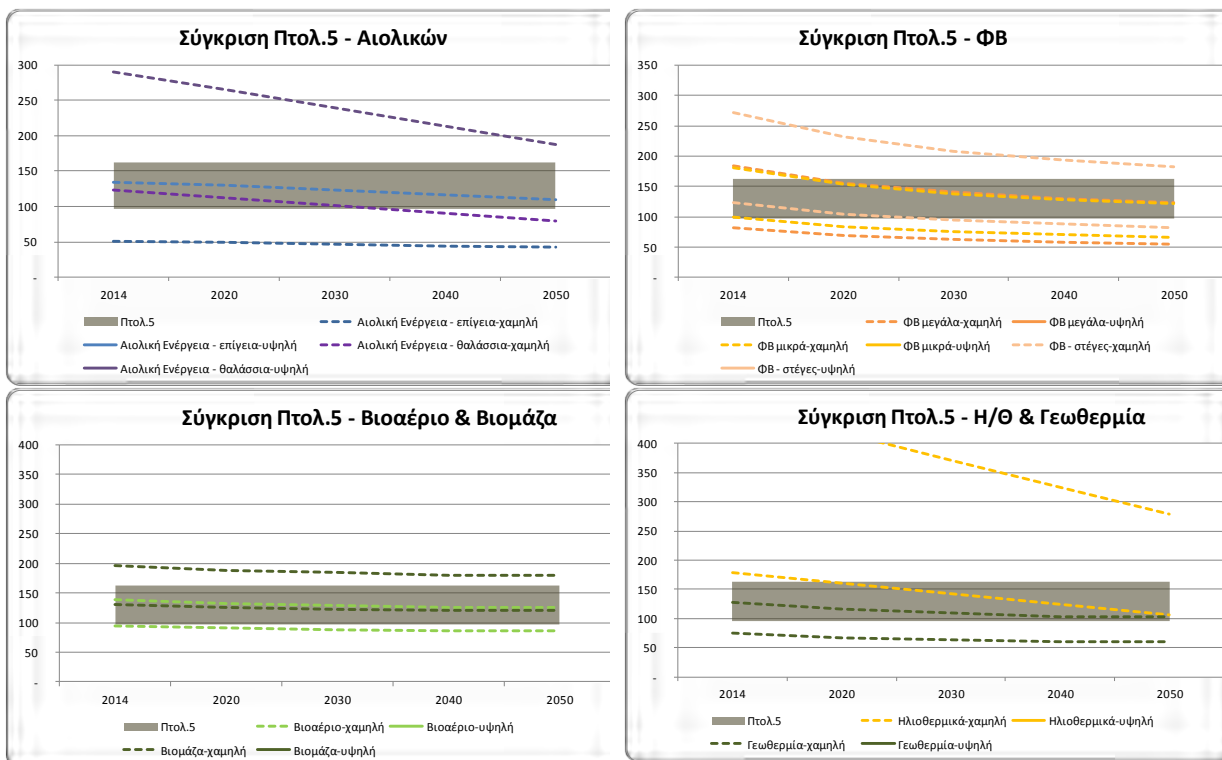 Σύγκριση Πτολ.5 - Αιολικών
300
250
200
150
100
50
-
2014 2020 2030 2040 2050
Πτολ.5 Αιολική Ενέργεια - επίγεια-χαμηλή
Αιολική Ενέργεια - επίγεια-υψηλή Αιολική Ενέργεια - θαλάσσια-χαμηλή
Αιολική Ενέργεια - θαλάσσια-υψηλή
Σύγκριση Πτολ.5 - ΦΒ
350
300
250
200
150
100
50
-
2014 2020 2030 2040 2050
Πτολ.5 ΦΒ μεγάλα-χαμηλή ΦΒ μεγάλα-υψηλή
ΦΒ μικρά-χαμηλή ΦΒ μικρά-υψηλή ΦΒ - στέγες-χαμηλή
ΦΒ - στέγες-υψηλή
Σύγκριση Πτολ.5 - Βιοαέριο & Βιομάζα
400
350
300
250
200
150
100
50
-
2014 2020 2030 2040 2050
Πτολ.5 Βιοαέριο-χαμηλή Βιοαέριο-υψηλή
Βιομάζα-χαμηλή Βιομάζα-υψηλή
Σύγκριση Πτολ.5 - Η/Θ & Γεωθερμία
400
350
300
250
200
150
100
50
-
2014 2020 2030 2040 2050
Πτολ.5 Ηλιοθερμικά-χαμηλή Ηλιοθερμικά-υψηλή
Γεωθερμία-χαμηλή Γεωθερμία-υψηλή